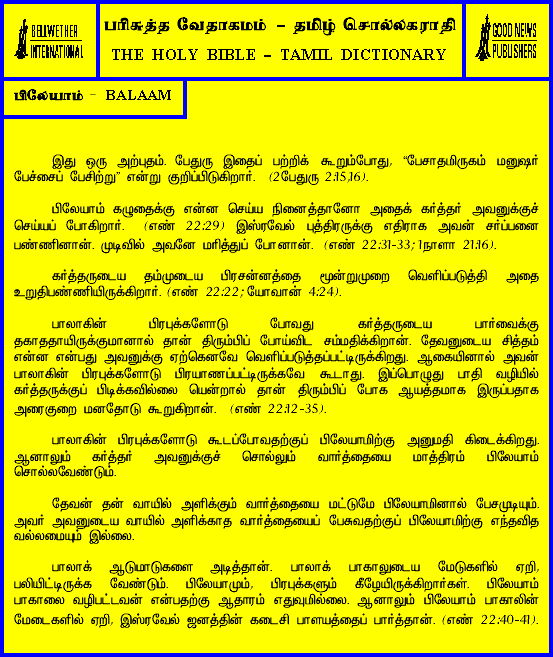 BELLWETHER
INTERNATIONAL
பரிசுத்த வேதாகமம் - தமிழ் சொல்லகராதி
THE HOLY BIBLE - TAMIL DICTIONARY
GOOD NEWS
PUBLISHERS
பிலேயாம் - BALAAM
இது ஒரு அற்புதம். பேதுரு இதைப் பற்றிக் கூறும்போது, "பேசாதமிருகம் மனுஷர்
பேச்சைப் பேசிற்று" என்று குறிப்பிடுகிறார். (2பேதுரு 2:15,16).
பிலேயாம் கழுதைக்கு என்ன செய்ய நினைத்தானோ அதைக் கர்த்தர் அவனுக்குச்
செய்யப் போகிறார். (எண் 22:29) இஸ்ரவேல் புத்திரருக்கு எதிராக அவன் சர்ப்பனை
பண்ணினான். முடிவில் அவனே மரித்துப் போனான். (எண் 22:31-33; 1நாளா 21:16).
கர்த்தருடைய தம்முடைய பிரசன்னத்தை மூன்றுமுறை வெளிப்படுத்தி அதை
உறுதிபண்ணியிருக்கிறார். (எண் 22:22; யோவான் 4:24).
பாலாகின் பிரபுக்களோடு போவது கர்த்தருடைய பார்வைக்கு
தகாததாயிருக்குமானால் தான் திரும்பிப் போய்விட சம்மதிக்கிறான். தேவனுடைய சித்தம்
என்ன என்பது அவனுக்கு ஏற்கெனவே வெளிப்படுத்தப்பட்டிருக்கிறது. ஆகையினால் அவன்
பாலாகின் பிரபுக்களோடு பிரயாணப்பட்டிருக்கவே கூடாது. இப்பொழுது பாதி வழியில்
கர்த்தருக்குப் பிடிக்கவில்லை யென்றால் தான் திரும்பிப் போக ஆயத்தமாக இருப்பதாக
அரைகுறை மனதோடு கூறுகிறான். (எண் 22:12-35).
பாலாகின் பிரபுக்களோடு கூடப்போவதற்குப் பிலேயாமிற்கு அனுமதி கிடைக்கிறது.
ஆனாலும் கர்த்தர் அவனுக்குச் சொல்லும் வார்த்தையை மாத்திரம் பிலேயாம்
சொல்லவேண்டும்.
தேவன் தன் வாயில் அளிக்கும் வார்த்தையை மட்டுமே பிலேயாமினால் பேசமுடியும்.
அவர் அவனுடைய வாயில் அளிக்காத வார்த்தையைப் பேசுவதற்குப் பிலேயாமிற்கு எந்தவித
வல்லமையும் இல்லை.
பாலாக் ஆடுமாடுகளை அடித்தான். பாலாக் பாகாலுடைய மேடுகளில் ஏறி,
பலியிட்டிருக்க வேண்டும். பிலேயாமும், பிரபுக்களும் கீழேயிருக்கிறார்கள். பிலேயாம்
பாகாலை வழிபட்டவன் என்பதற்கு ஆதாரம் எதுவுமில்லை. ஆனாலும் பிலேயாம் பாகாலின்
மேடைகளில் ஏறி, இஸ்ரவேல் ஜனத்தின் கடைசி பாளயத்தைப் பார்த்தான். (எண் 22:40-41).